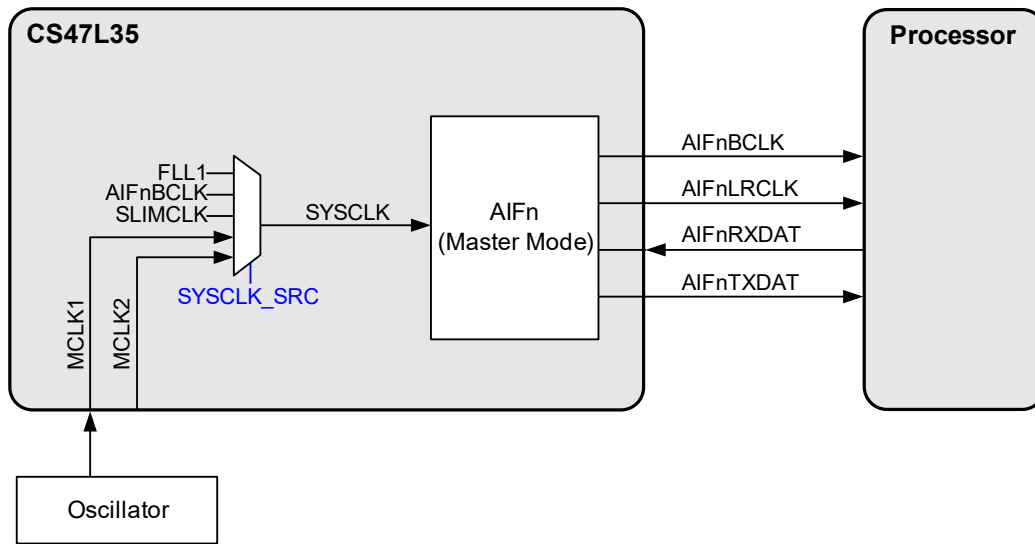 CS47L35
Processor
FLL1
AIFnBCLK
SLIMCLK
SYSCLK
SYSCLK_SRC
MCLK1
MCLK2
AIFn
(Master Mode)
AIFnBCLK
AIFnLRCLK
AIFnRXDAT
AIFnTXDAT
Oscillator